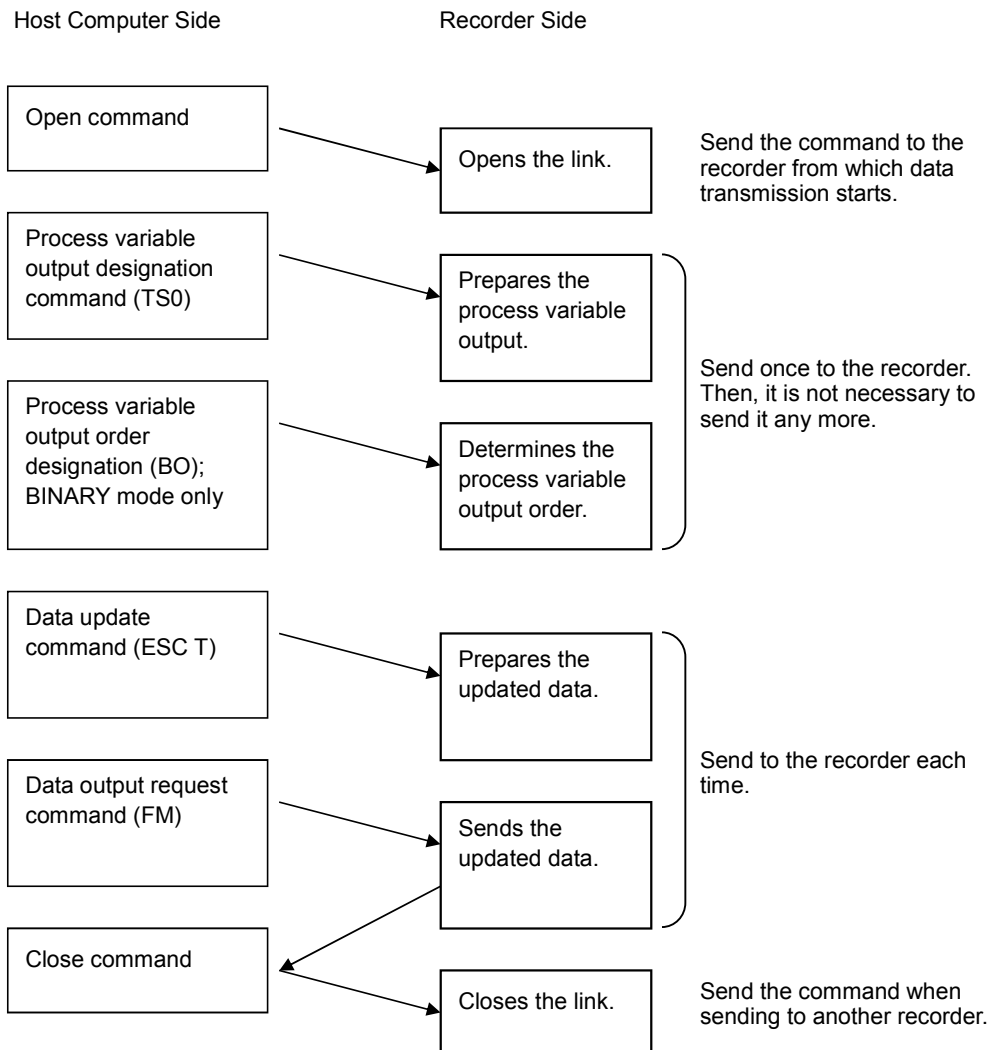 Host Computer Side
Recorder Side
Open command
Opens the link.
Send the command to the
recorder from which data
transmission starts.
Process variable
output designation
command (TS0)
Prepares the
process variable
output.
Process variable
output order
designation (BO);
BINARY mode only
Determines the
process variable
output order.
Send once to the recorder.
Then, it is not necessary to
send it any more.
Data update
command (ESC T)
Prepares the
updated data.
Data output request
command (FM)
Sends the
updated data.
Send to the recorder each
time.
Close command
Closes the link.
Send the command when
sending to another recorder.